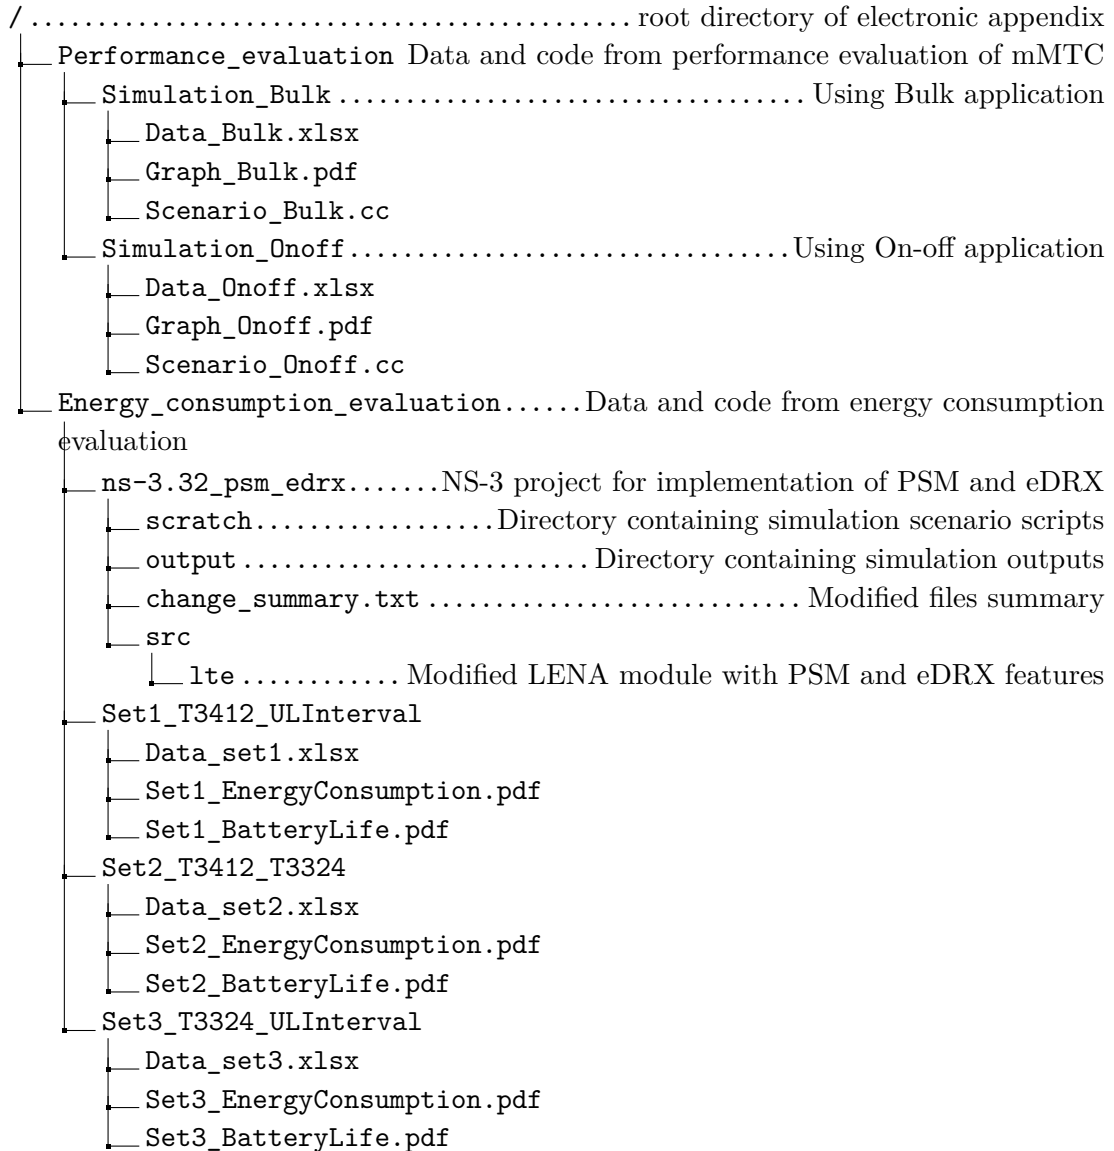 / ............................................ root directory of electronic appendix
Performance_evaluation Data and code from performance evaluation of mMTC
Simulation_Bulk .................................. Using Bulk application
Data_Bulk.xlsx
Graph_Bulk.pdf
Scenario_Bulk.cc
Simulation_Onoff ................................ Using On-off application
Data_Onoff.xlsx
Graph_Onoff.pdf
Scenario_Onoff.cc
Energy_consumption_evaluation ...... Data and code from energy consumption
evaluation
ns-3.32_psm_edrx ....... NS-3 project for implementation of PSM and eDRX
scratch .................. Directory containing simulation scenario scripts
output .......................... Directory containing simulation outputs
change_summary.txt ............................ Modified files summary
src
lte ............ Modified LENA module with PSM and eDRX features
Set1_T3412_ULInterval
Data_set1.xlsx
Set1_EnergyConsumption.pdf
Set1_BatteryLife.pdf
Set2_T3412_T3324
Data_set2.xlsx
Set2_EnergyConsumption.pdf
Set2_BatteryLife.pdf
Set3_T3324_ULInterval
Data_set3.xlsx
Set3_EnergyConsumption.pdf
Set3_BatteryLife.pdf